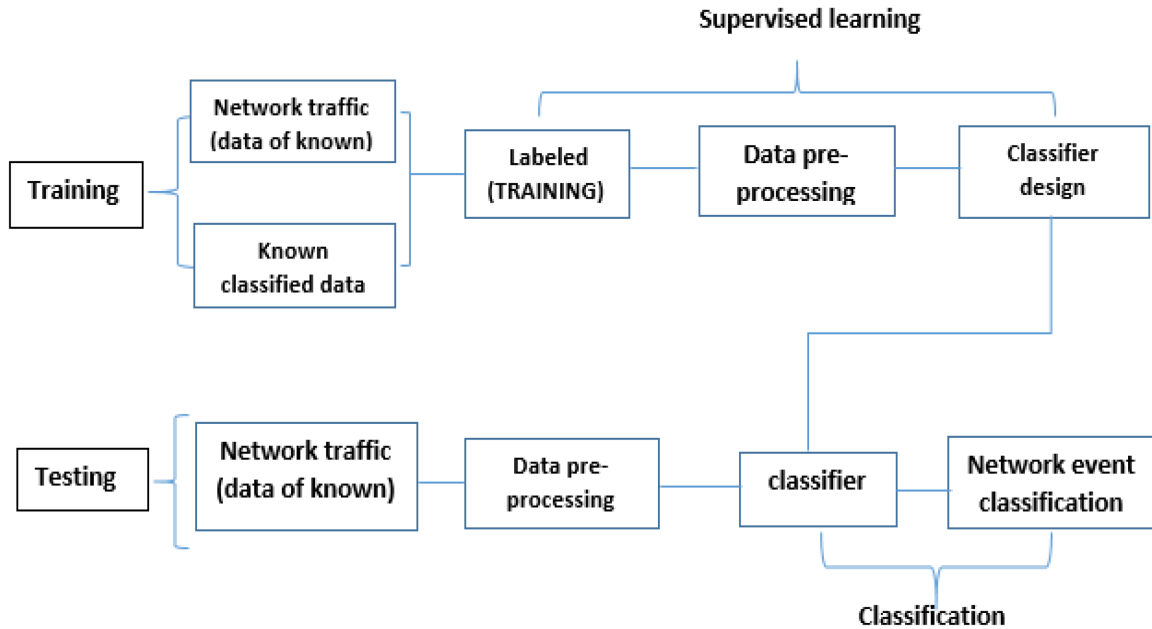 Supervised learning
Training
Network traffic
(data of known)
Known
classified data
Labeled
(TRAINING)
Data pre-
processing
Classifier
design
Testing
Network traffic
(data of known)
Data pre-
processing
classifier
Network event
classification
Classification